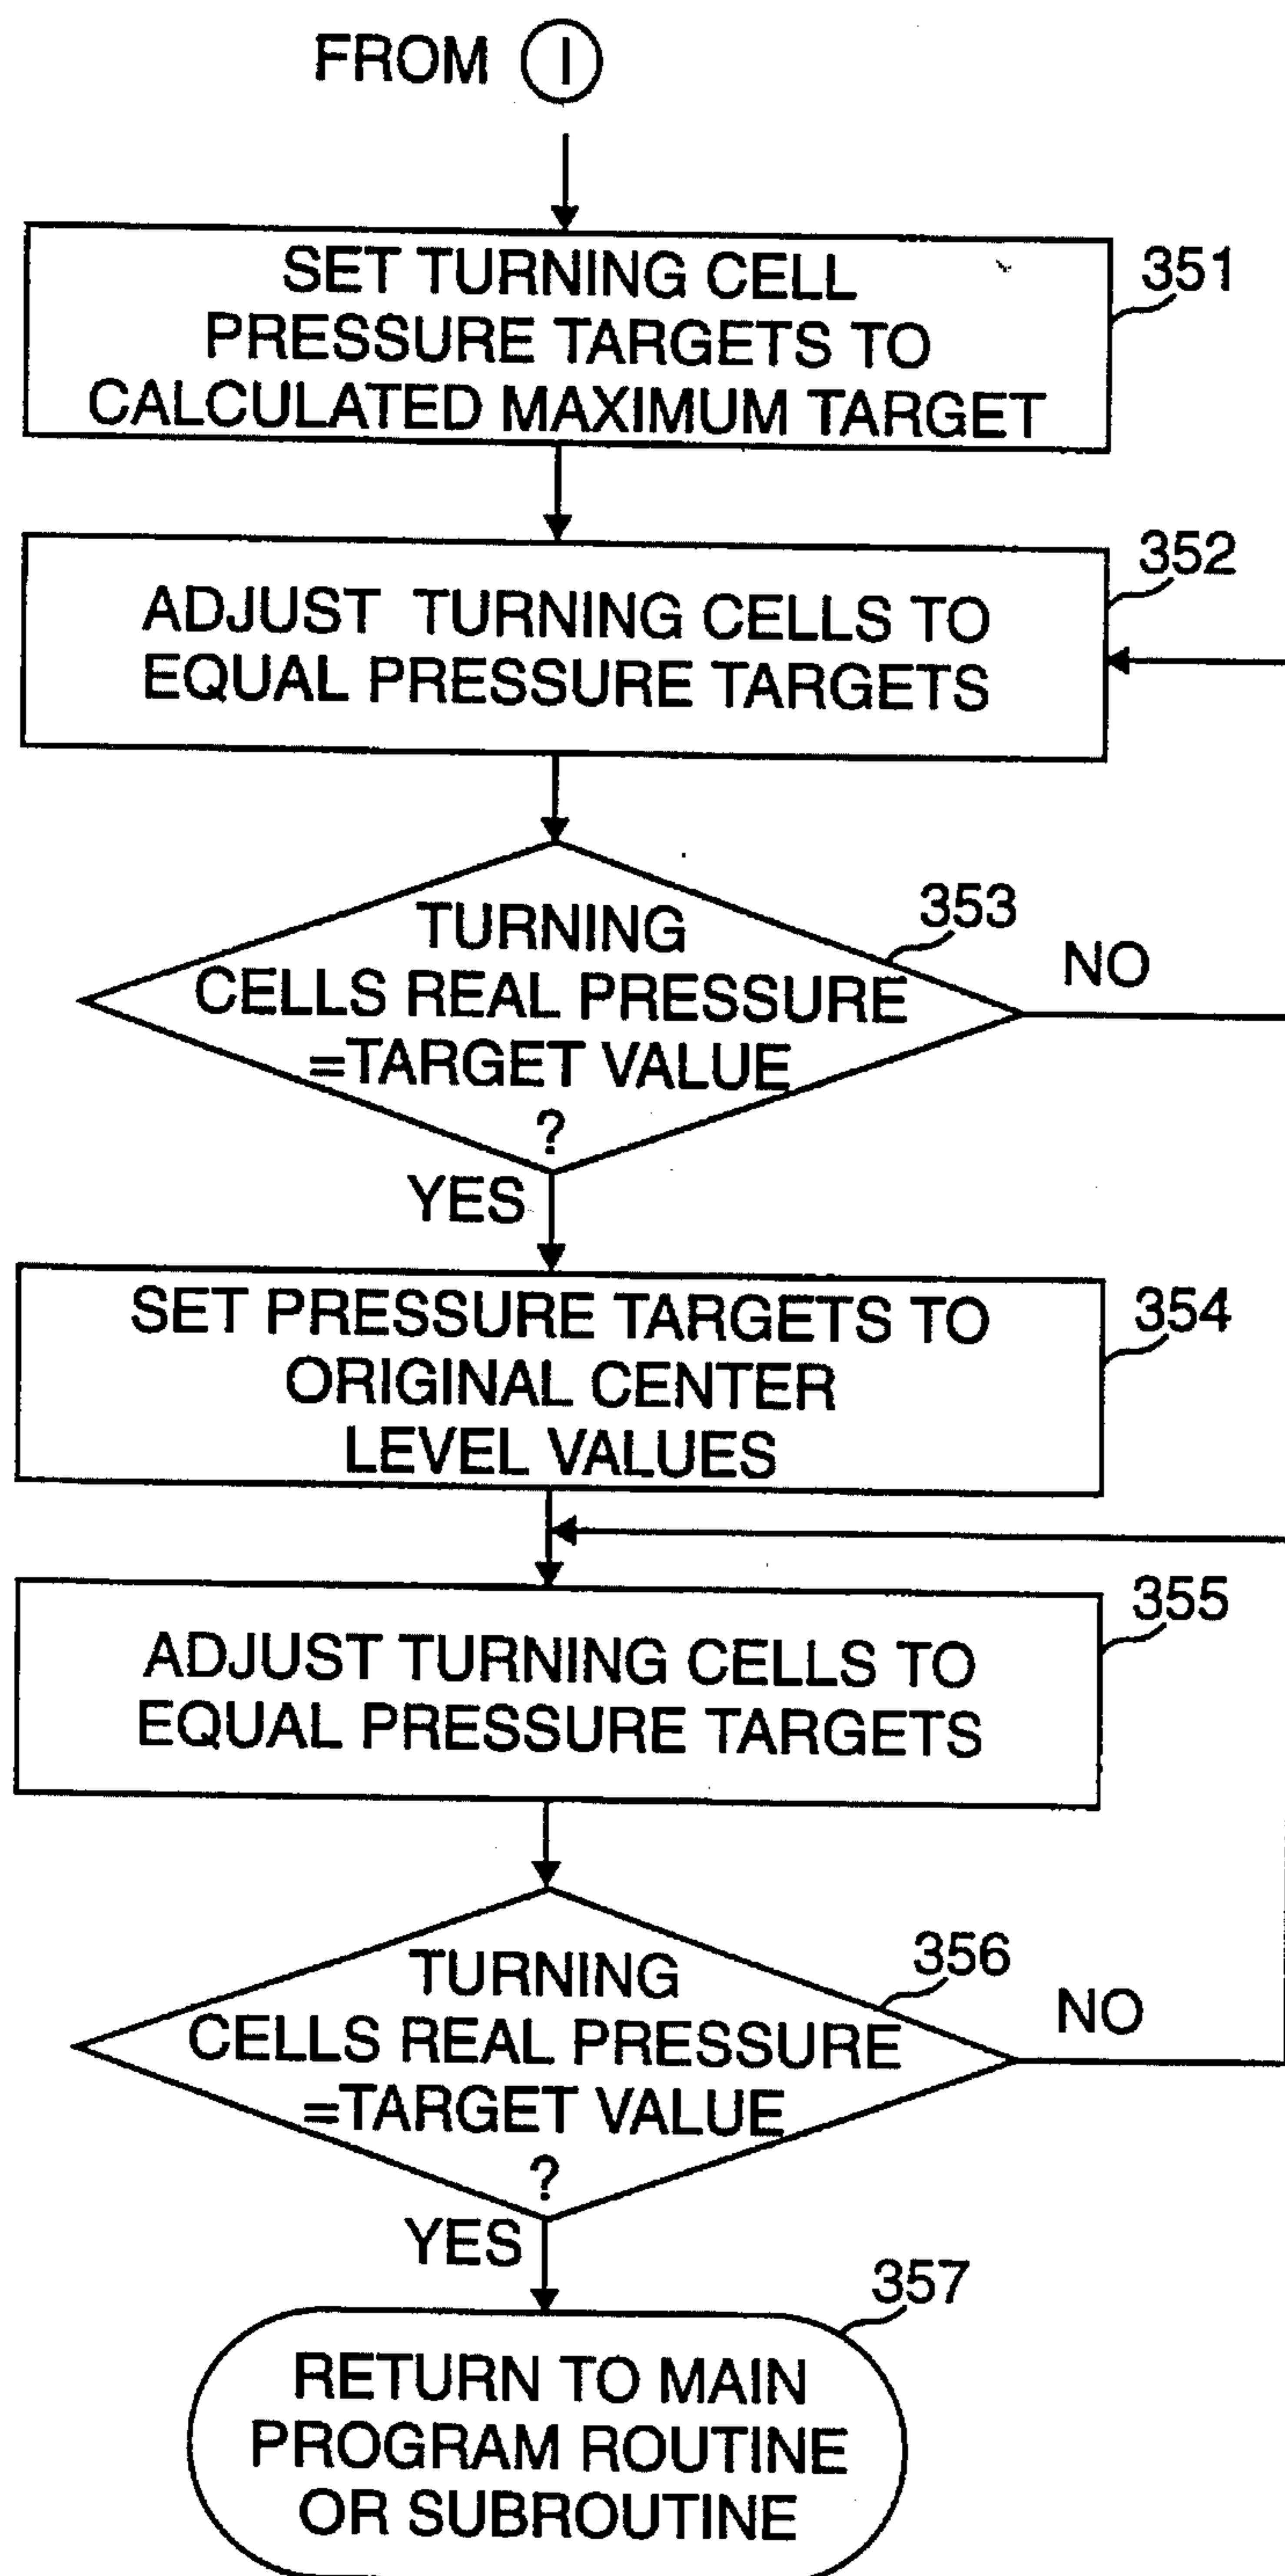 FROM I
SET TURNING CELL
PRESSURE TARGETS TO
CALCULATED MAXIMUM TARGET
351
ADJUST TURNING CELLS TO
EQUAL PRESSURE TARGETS
352
TURNING
CELLS REAL PRESSURE
=TARGET VALUE
?
353
NO
YES
SET PRESSURE TARGETS TO
ORIGINAL CENTER
LEVEL VALUES
354
ADJUST TURNING CELLS TO
EQUAL PRESSURE TARGETS
355
TURNING
CELLS REAL PRESSURE
=TARGET VALUE
?
356
NO
YES
RETURN TO MAIN
PROGRAM ROUTINE
OR SUBROUTINE
357